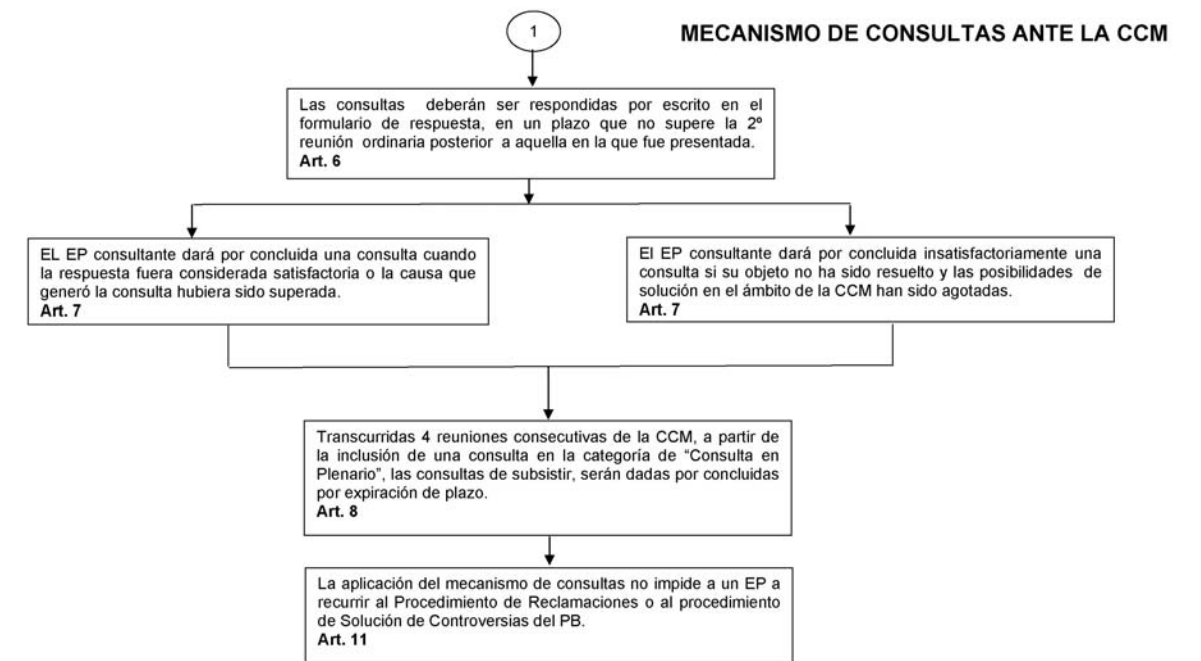 1
MECANISMO DE CONSULTAS ANTE LA CCM
Las consultas deberán ser respondidas por escrito en el
formulario de respuesta, en un plazo que no supere la 2º
reunión ordinaria posterior a aquella en la que fue presentada.
Art. 6
EL EP consultante dará por concluida una consulta cuando
la respuesta fuera considerada satisfactoria o la causa que
generó la consulta hubiera sido superada.
Art. 7
El EP consultante dará por concluida insatisfactoriamente una
consulta si su objeto no ha sido resuelto y las posibilidades de
solución en el ámbito de la CCM han sido agotadas.
Art. 7
Transcurridas 4 reuniones consecutivas de la CCM, a partir de
la inclusión de una consulta en la categoría de “Consulta en
Plenario”, las consultas de subsistir, serán dadas por concluidas
por expiración de plazo.
Art. 8
La aplicación del mecanismo de consultas no impide a un EP a
recurrir al Procedimiento de Reclamaciones o al procedimiento
de Solución de Controversias del PB.
Art. 11